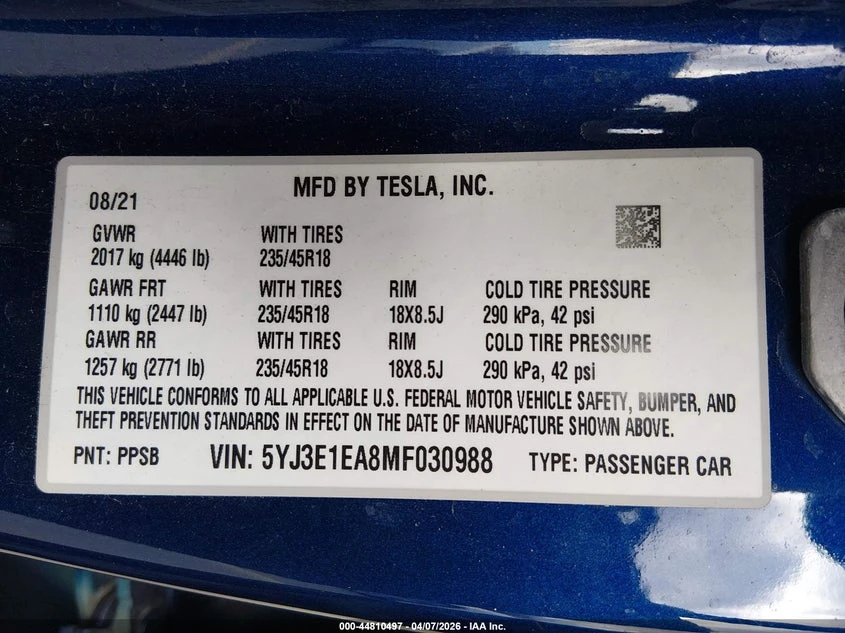 MFD BY TESLA, INC.
08/21
GVWR WITH TIRES
2017 kg (4446 lb) 235/45R18
GAWR FRT WITH TIRES RIM COLD TIRE PRESSURE
1110 kg (2447 lb) 235/45R18 18X8.5J 290 kPa, 42 psi
GAWR RR WITH TIRES RIM COLD TIRE PRESSURE
1257 kg (2771 lb) 235/45R18 18X8.5J 290 kPa, 42 psi
THIS VEHICLE CONFORMS TO ALL APPLICABLE U.S. FEDERAL MOTOR VEHICLE SAFETY, BUMPER, AND
THEFT PREVENTION STANDARDS IN EFFECT ON THE DATE OF MANUFACTURE SHOWN ABOVE.
PNT: PPSB VIN: 5YJ3E1EA8MF030988 TYPE: PASSENGER CAR
000-44810497 - 04/07/2026 - IAA Inc.